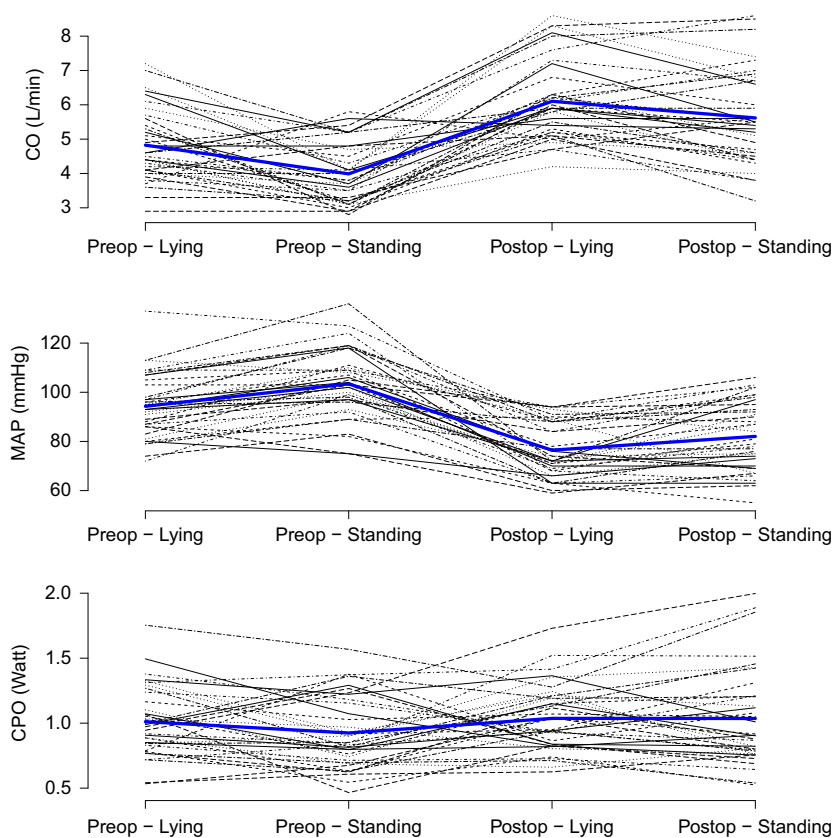 CO (L/min)
8
7
6
5
4
3
Preop − Lying Preop − Standing Postop − Lying Postop − Standing
MAP (mmHg)
120
100
80
60
Preop − Lying Preop − Standing Postop − Lying Postop − Standing
CPO (Watt)
2.0
1.5
1.0
0.5
Preop − Lying Preop − Standing Postop − Lying Postop − Standing